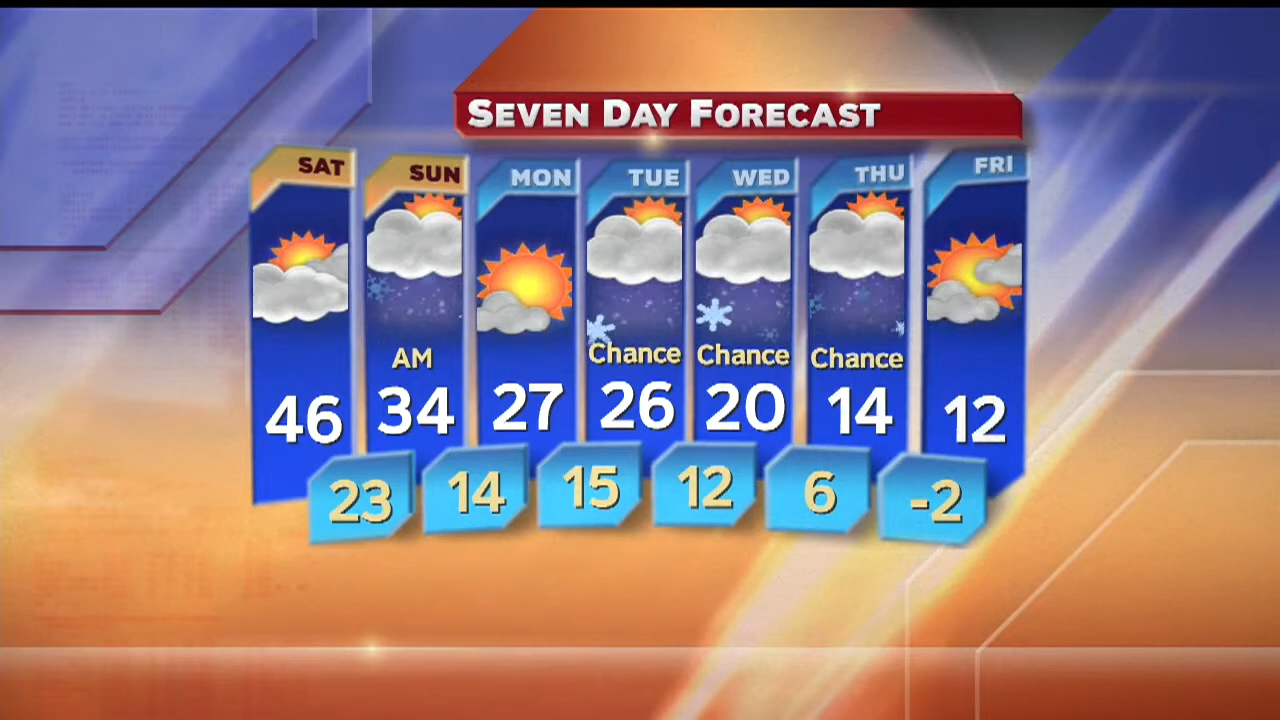 SEVEN DAY FORECAST
SAT SUN MON TUE WED THU FRI
AM Chance Chance Chance
46 34 27 26 20 14 12
23 14 15 12 6 -2